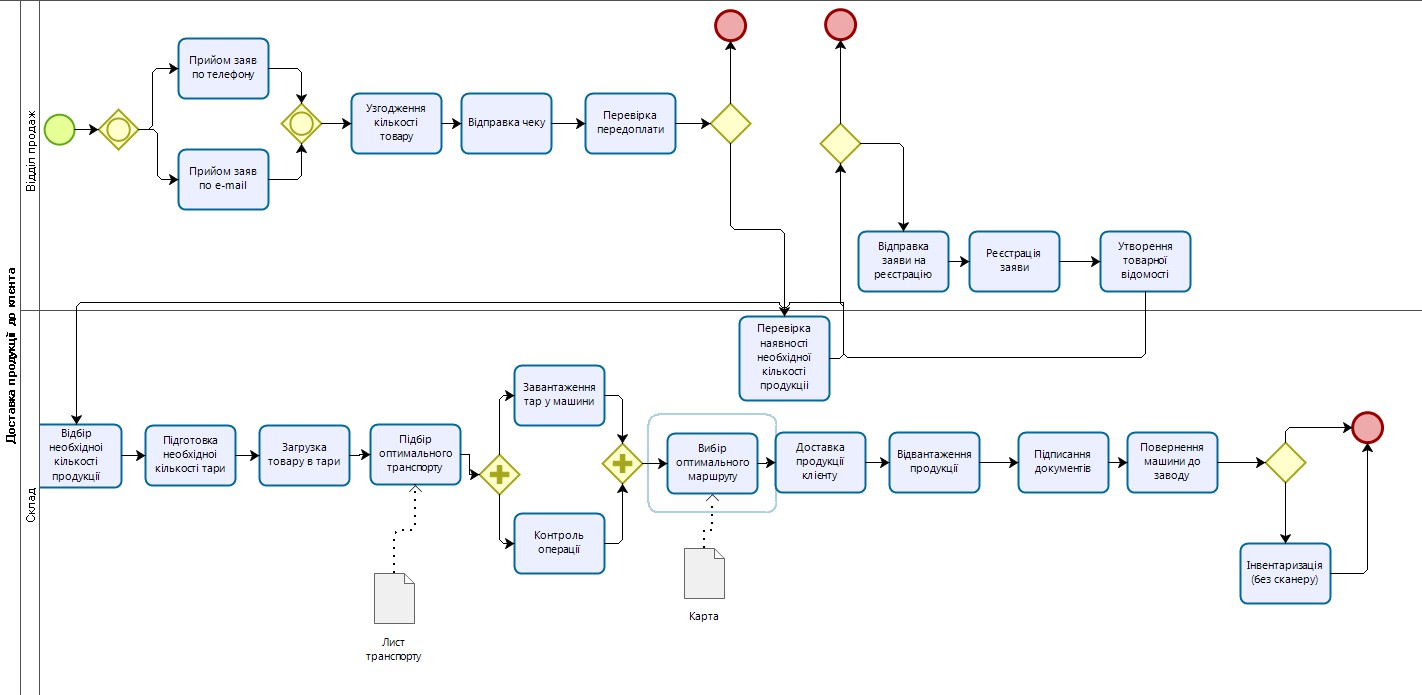 Доставка продукції до клієнта
Відділ продаж
Прийом заяв
по телефону
Прийом заяв
по e-mail
Узгодження
кількості
товару
Відправка чеку
Перевірка
передоплати
Відправка
заяви на
реєстрацію
Реєстрація
заяви
Утворення
товарної
відомості
Склад
Перевірка
наявності
необхідної
кількості
продукціі
Відбір
необхідної
кількості
продукції
Підготовка
необхідної
кількості тари
Загрузка
товару в тари
Підбір
оптимального
транспорту
Завантаження
тар у машини
Контроль
операції
Вибір
оптимального
маршруту
Доставка
продукції
клієнту
Відвантаження
продукції
Підписання
документів
Повернення
машини до
заводу
Інвентаризація
(без сканеру)
Лист
транспорту
Карта